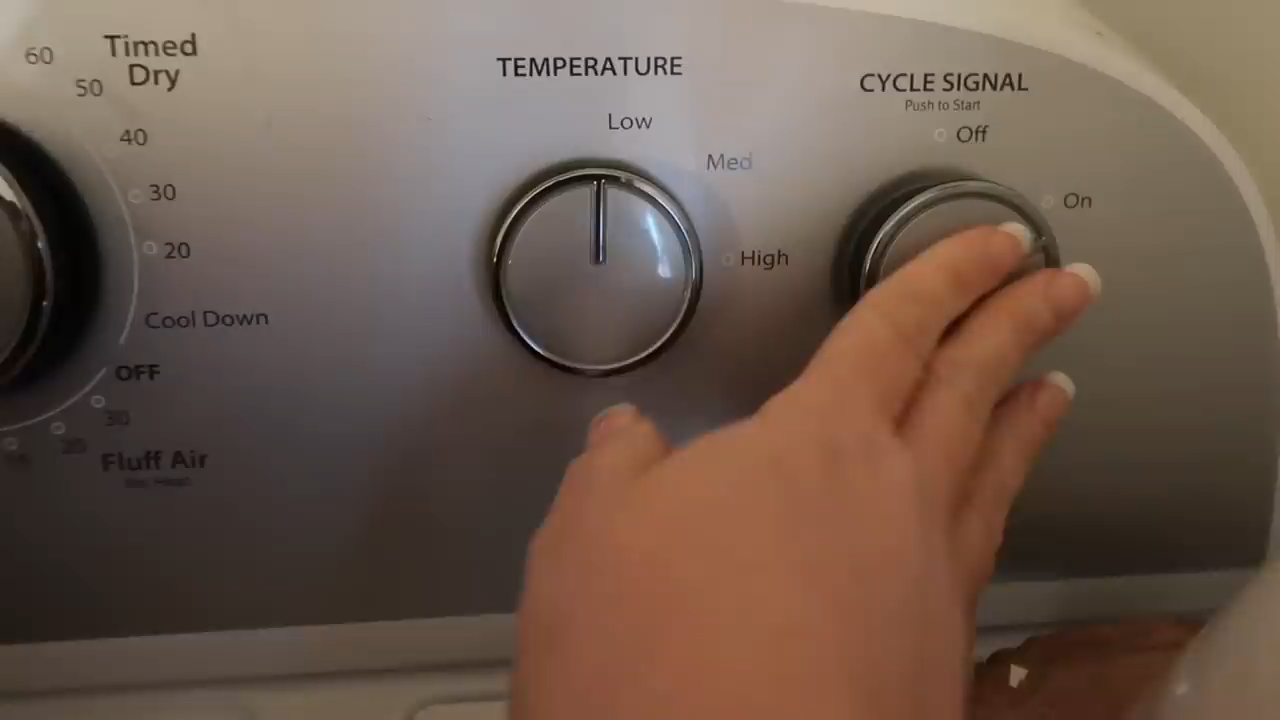 60
Timed
Dry
50
40
30
20
Cool Down
OFF
30
Fluff Air
TEMPERATURE
Low
Med
High
CYCLE SIGNAL
Push to Start
Off
On